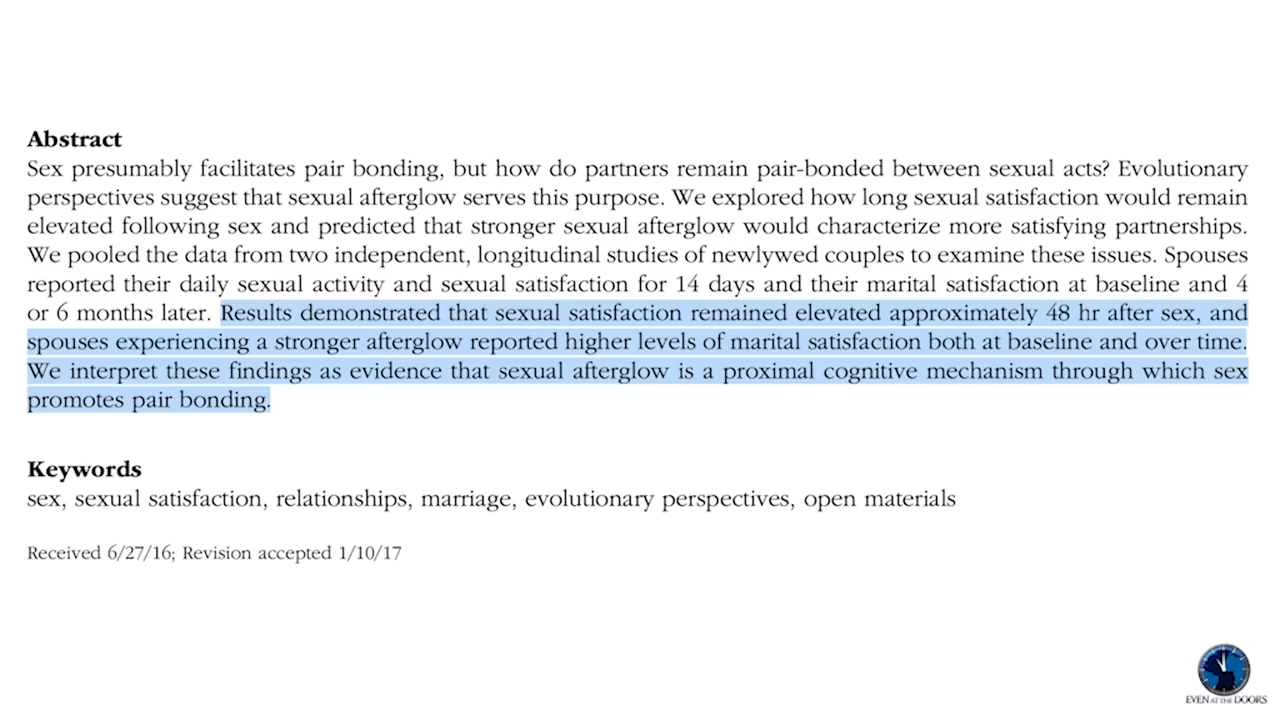 Abstract
Sex presumably facilitates pair bonding, but how do partners remain pair-bonded between sexual acts? Evolutionary
perspectives suggest that sexual afterglow serves this purpose. We explored how long sexual satisfaction would remain
elevated following sex and predicted that stronger sexual afterglow would characterize more satisfying partnerships.
We pooled the data from two independent, longitudinal studies of newlywed couples to examine these issues. Spouses
reported their daily sexual activity and sexual satisfaction for 14 days and their marital satisfaction at baseline and 4
or 6 months later. Results demonstrated that sexual satisfaction remained elevated approximately 48 hr after sex, and
spouses experiencing a stronger afterglow reported higher levels of marital satisfaction both at baseline and over time.
We interpret these findings as evidence that sexual afterglow is a proximal cognitive mechanism through which sex
promotes pair bonding.
Keywords
sex, sexual satisfaction, relationships, marriage, evolutionary perspectives, open materials
Received 6/27/16; Revision accepted 1/10/17
EVEN AT THE DOORS